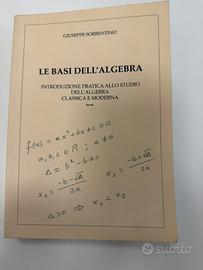 GIUSEPPE SORRENTINO
LE BASI DELL'ALGEBRA
INTRODUZIONE PRATICA ALLO STUDIO
DELL'ALGEBRA
CLASSICA E MODERNA
f(x) = ax² + bx + c = 0
a, b, c ∈ R ; a ≠ 0
Δ = b² - 4ac
x₁ = -b-√Δ / 2a x₂ = -b+√Δ / 2a
a>0 ⇒ x₁ < x₂
subito